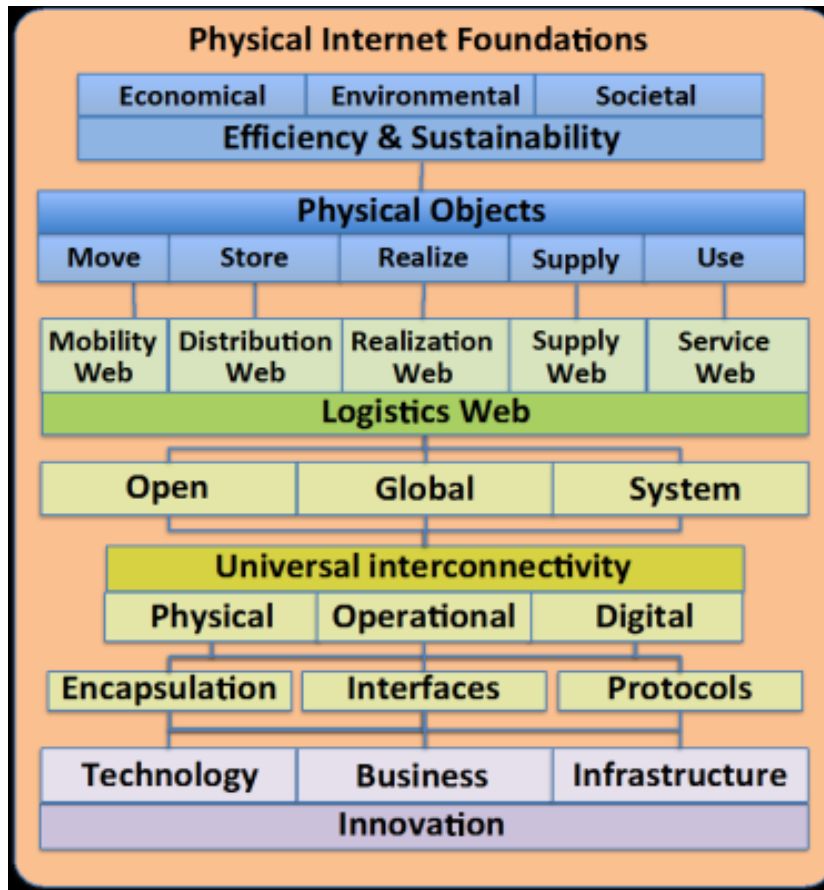 Physical Internet Foundations
Economical Environmental Societal
Efficiency & Sustainability
Physical Objects
Move Store Realize Supply Use
Mobility Web Distribution Web Realization Web Supply Web Service Web
Logistics Web
Open Global System
Universal interconnectivity
Physical Operational Digital
Encapsulation Interfaces Protocols
Technology Business Infrastructure
Innovation